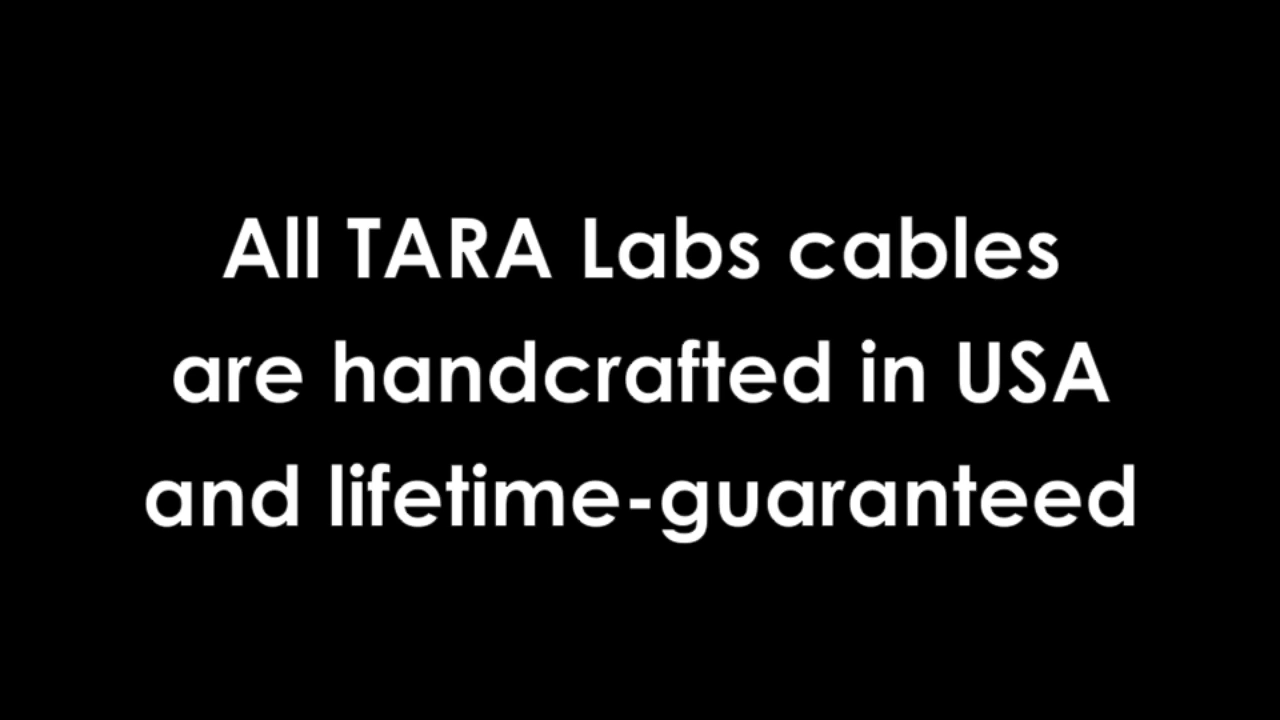 All TARA Labs cables
are handcrafted in USA
and lifetime-guaranteed